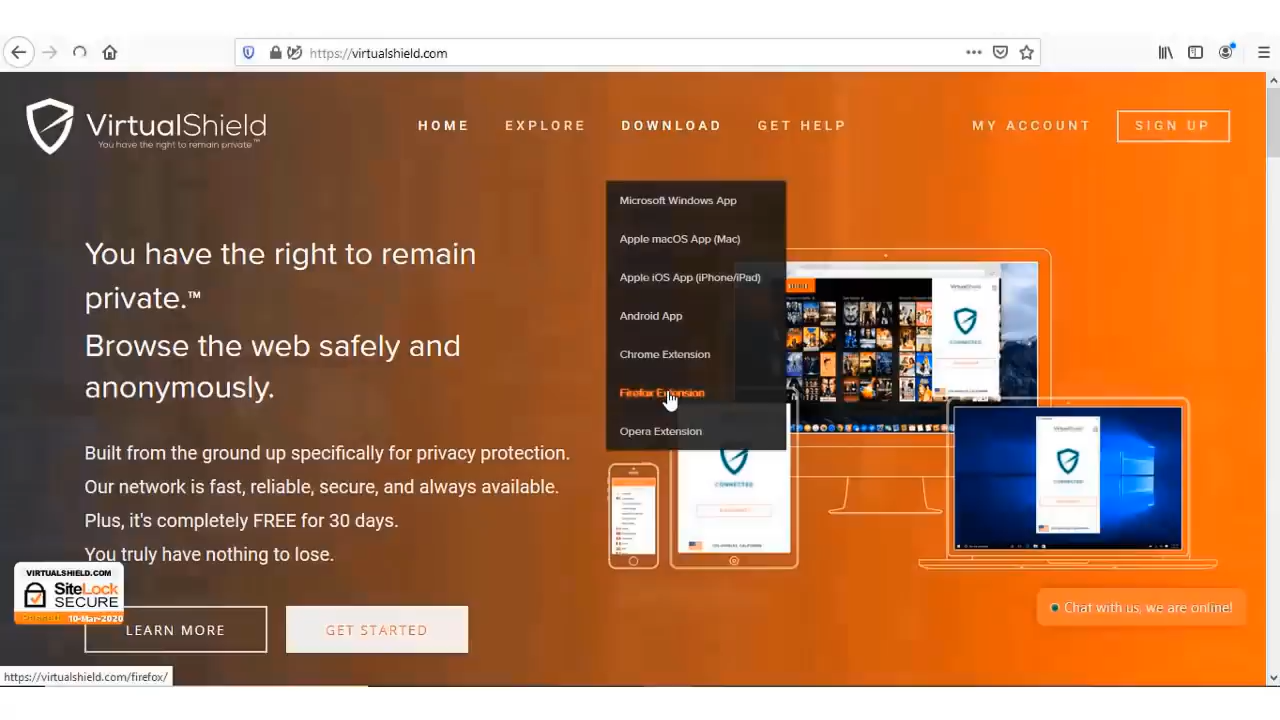 https://virtualshield.com
VirtualShield
You have the right to remain private™
HOME
EXPLORE
DOWNLOAD
GET HELP
MY ACCOUNT
SIGN UP
Microsoft Windows App
Apple macOS App (Mac)
Apple iOS App (iPhone/iPad)
Android App
Chrome Extension
Firefox Extension
Opera Extension
You have the right to remain
private.™
Browse the web safely and
anonymously.
Built from the ground up specifically for privacy protection.
Our network is fast, reliable, secure, and always available.
Plus, it's completely FREE for 30 days.
You truly have nothing to lose.
VirtualShield
CONNECTED
CONNECTED
VirtualShield
CONNECTED
VIRTUALSHIELD.COM
SiteLock
SECURE
10-Mar-2020
LEARN MORE
GET STARTED
Chat with us, we are online!
https://virtualshield.com/firefox/